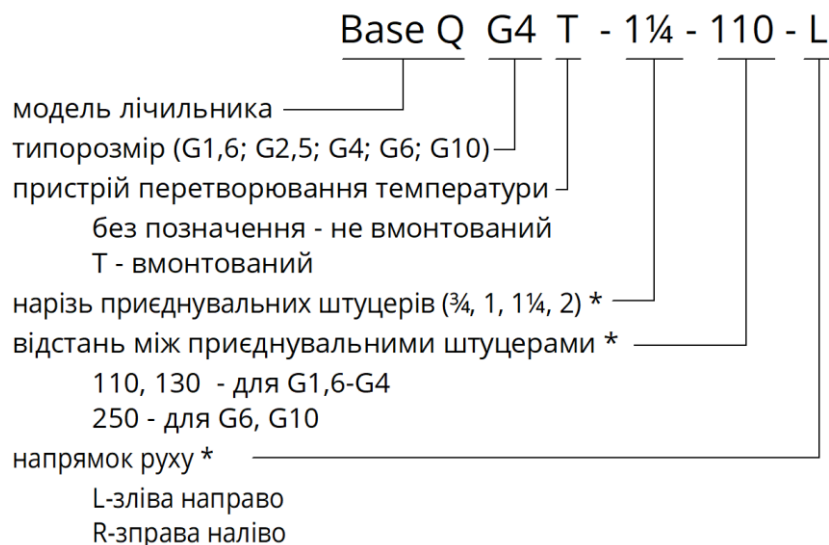 Base Q G4 T - 1¼ - 110 - L
модель лічильника
типорозмір (G1,6; G2,5; G4; G6; G10)
пристрій перетворювання температури
без позначення - не вмонтований
Т - вмонтований
нарізь приєднувальних штуцерів (¾, 1, 1¼, 2) *
відстань між приєднувальними штуцерами *
110, 130 - для G1,6-G4
250 - для G6, G10
напрямок руху *
L-зліва направо
R-зправа наліво